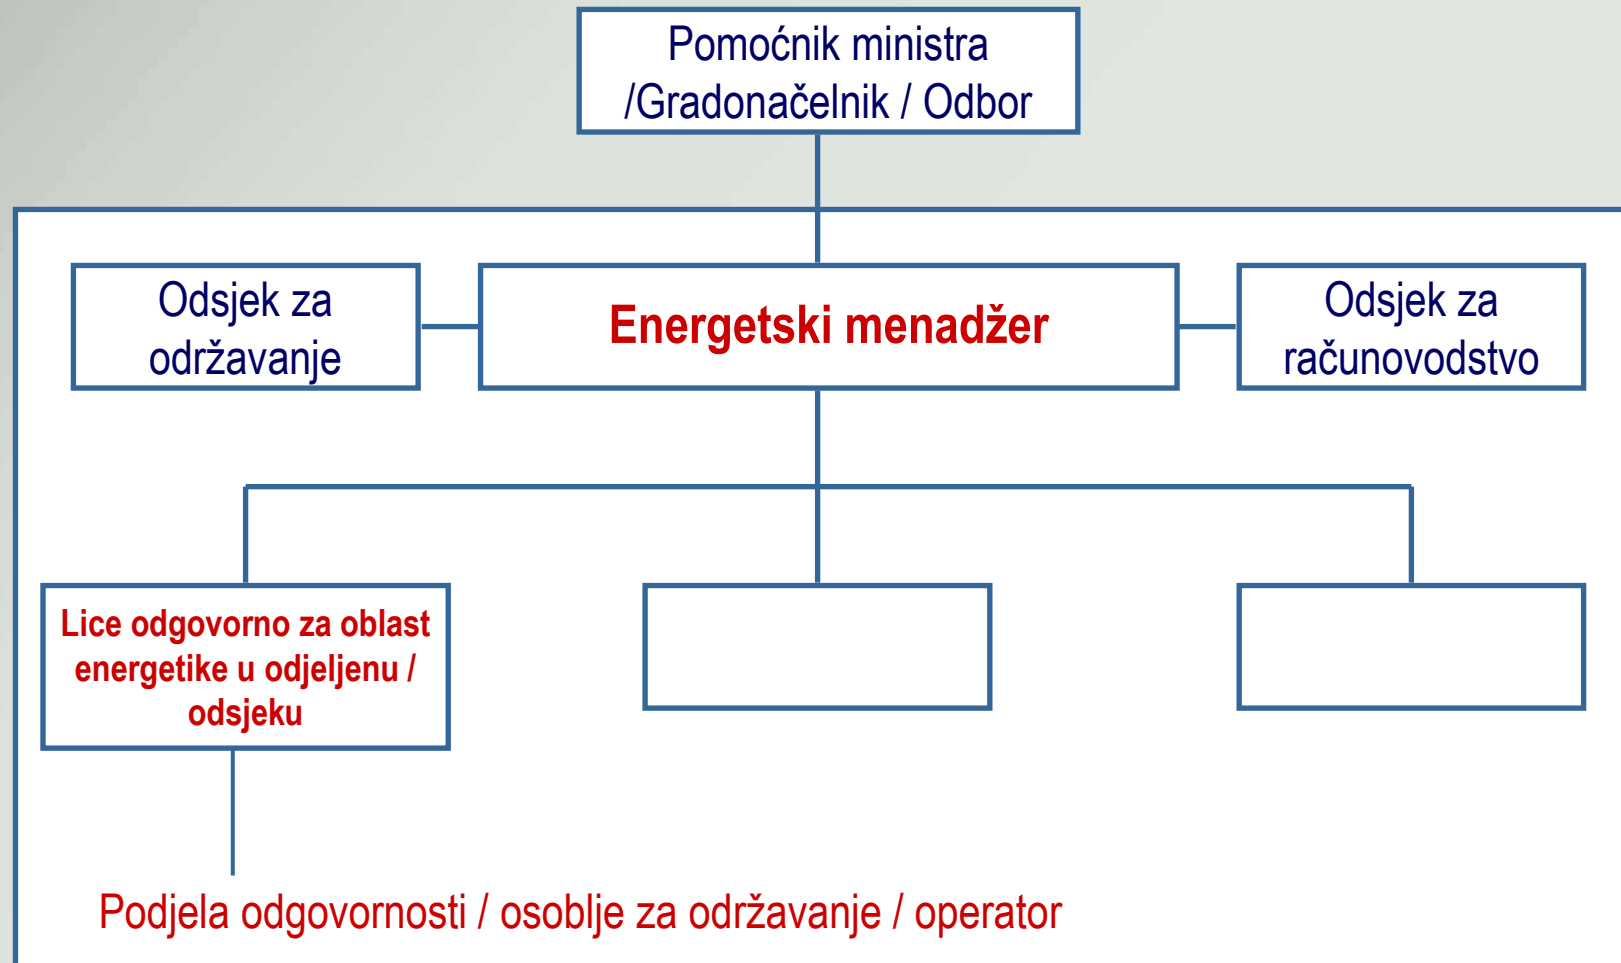 Pomoćnik ministra
/Gradonačelnik / Odbor
Odsjek za
održavanje
Energetski menadžer
Odsjek za
računovodstvo
Lice odgovorno za oblast
energetike u odjeljenu /
odsjeku
Podjela odgovornosti / osoblje za održavanje / operator